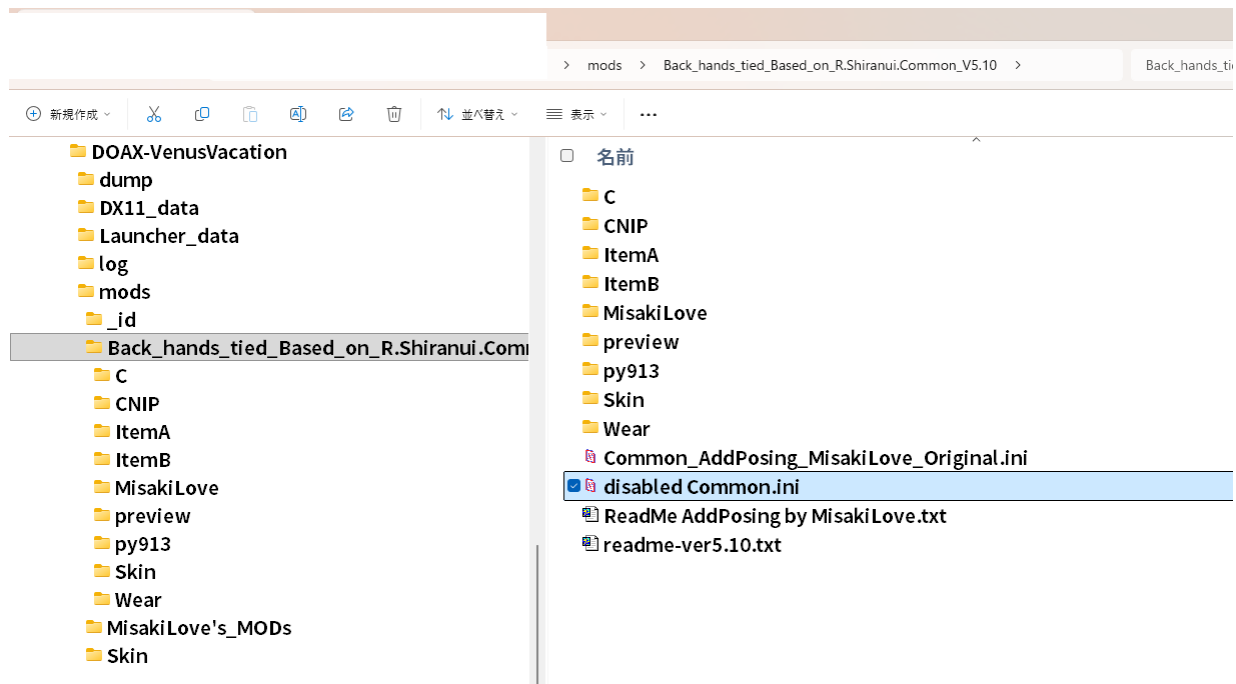 > mods > Back_hands_tied_Based_on_R.Shiranui.Common_V5.10 >
Back_hands_ti
新規作成
並べ替え
表示
DOAX-VenusVacation
dump
DX11_data
Launcher_data
log
mods
_id
Back_hands_tied_Based_on_R.Shiranui.Com
C
CNIP
ItemA
ItemB
MisakiLove
preview
py913
Skin
Wear
MisakiLove's_MODs
Skin
名前
C
CNIP
ItemA
ItemB
MisakiLove
preview
py913
Skin
Wear
Common_AddPosing_MisakiLove_Original.ini
disabled Common.ini
ReadMe AddPosing by MisakiLove.txt
readme-ver5.10.txt